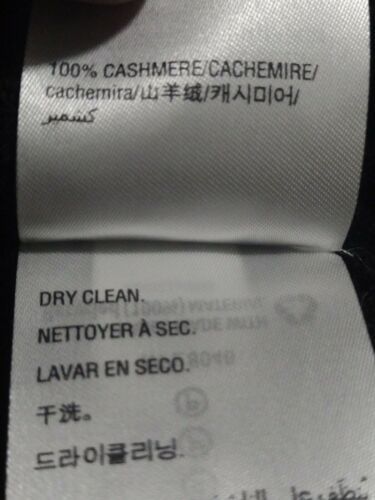 100% CASHMERE/CACHEMIRE/
cachemira/山羊绒/캐시미어/
كشمير
DRY CLEAN.
NETTOYER À SEC.
LAVAR EN SECO.
干洗。
드라이클리닝.